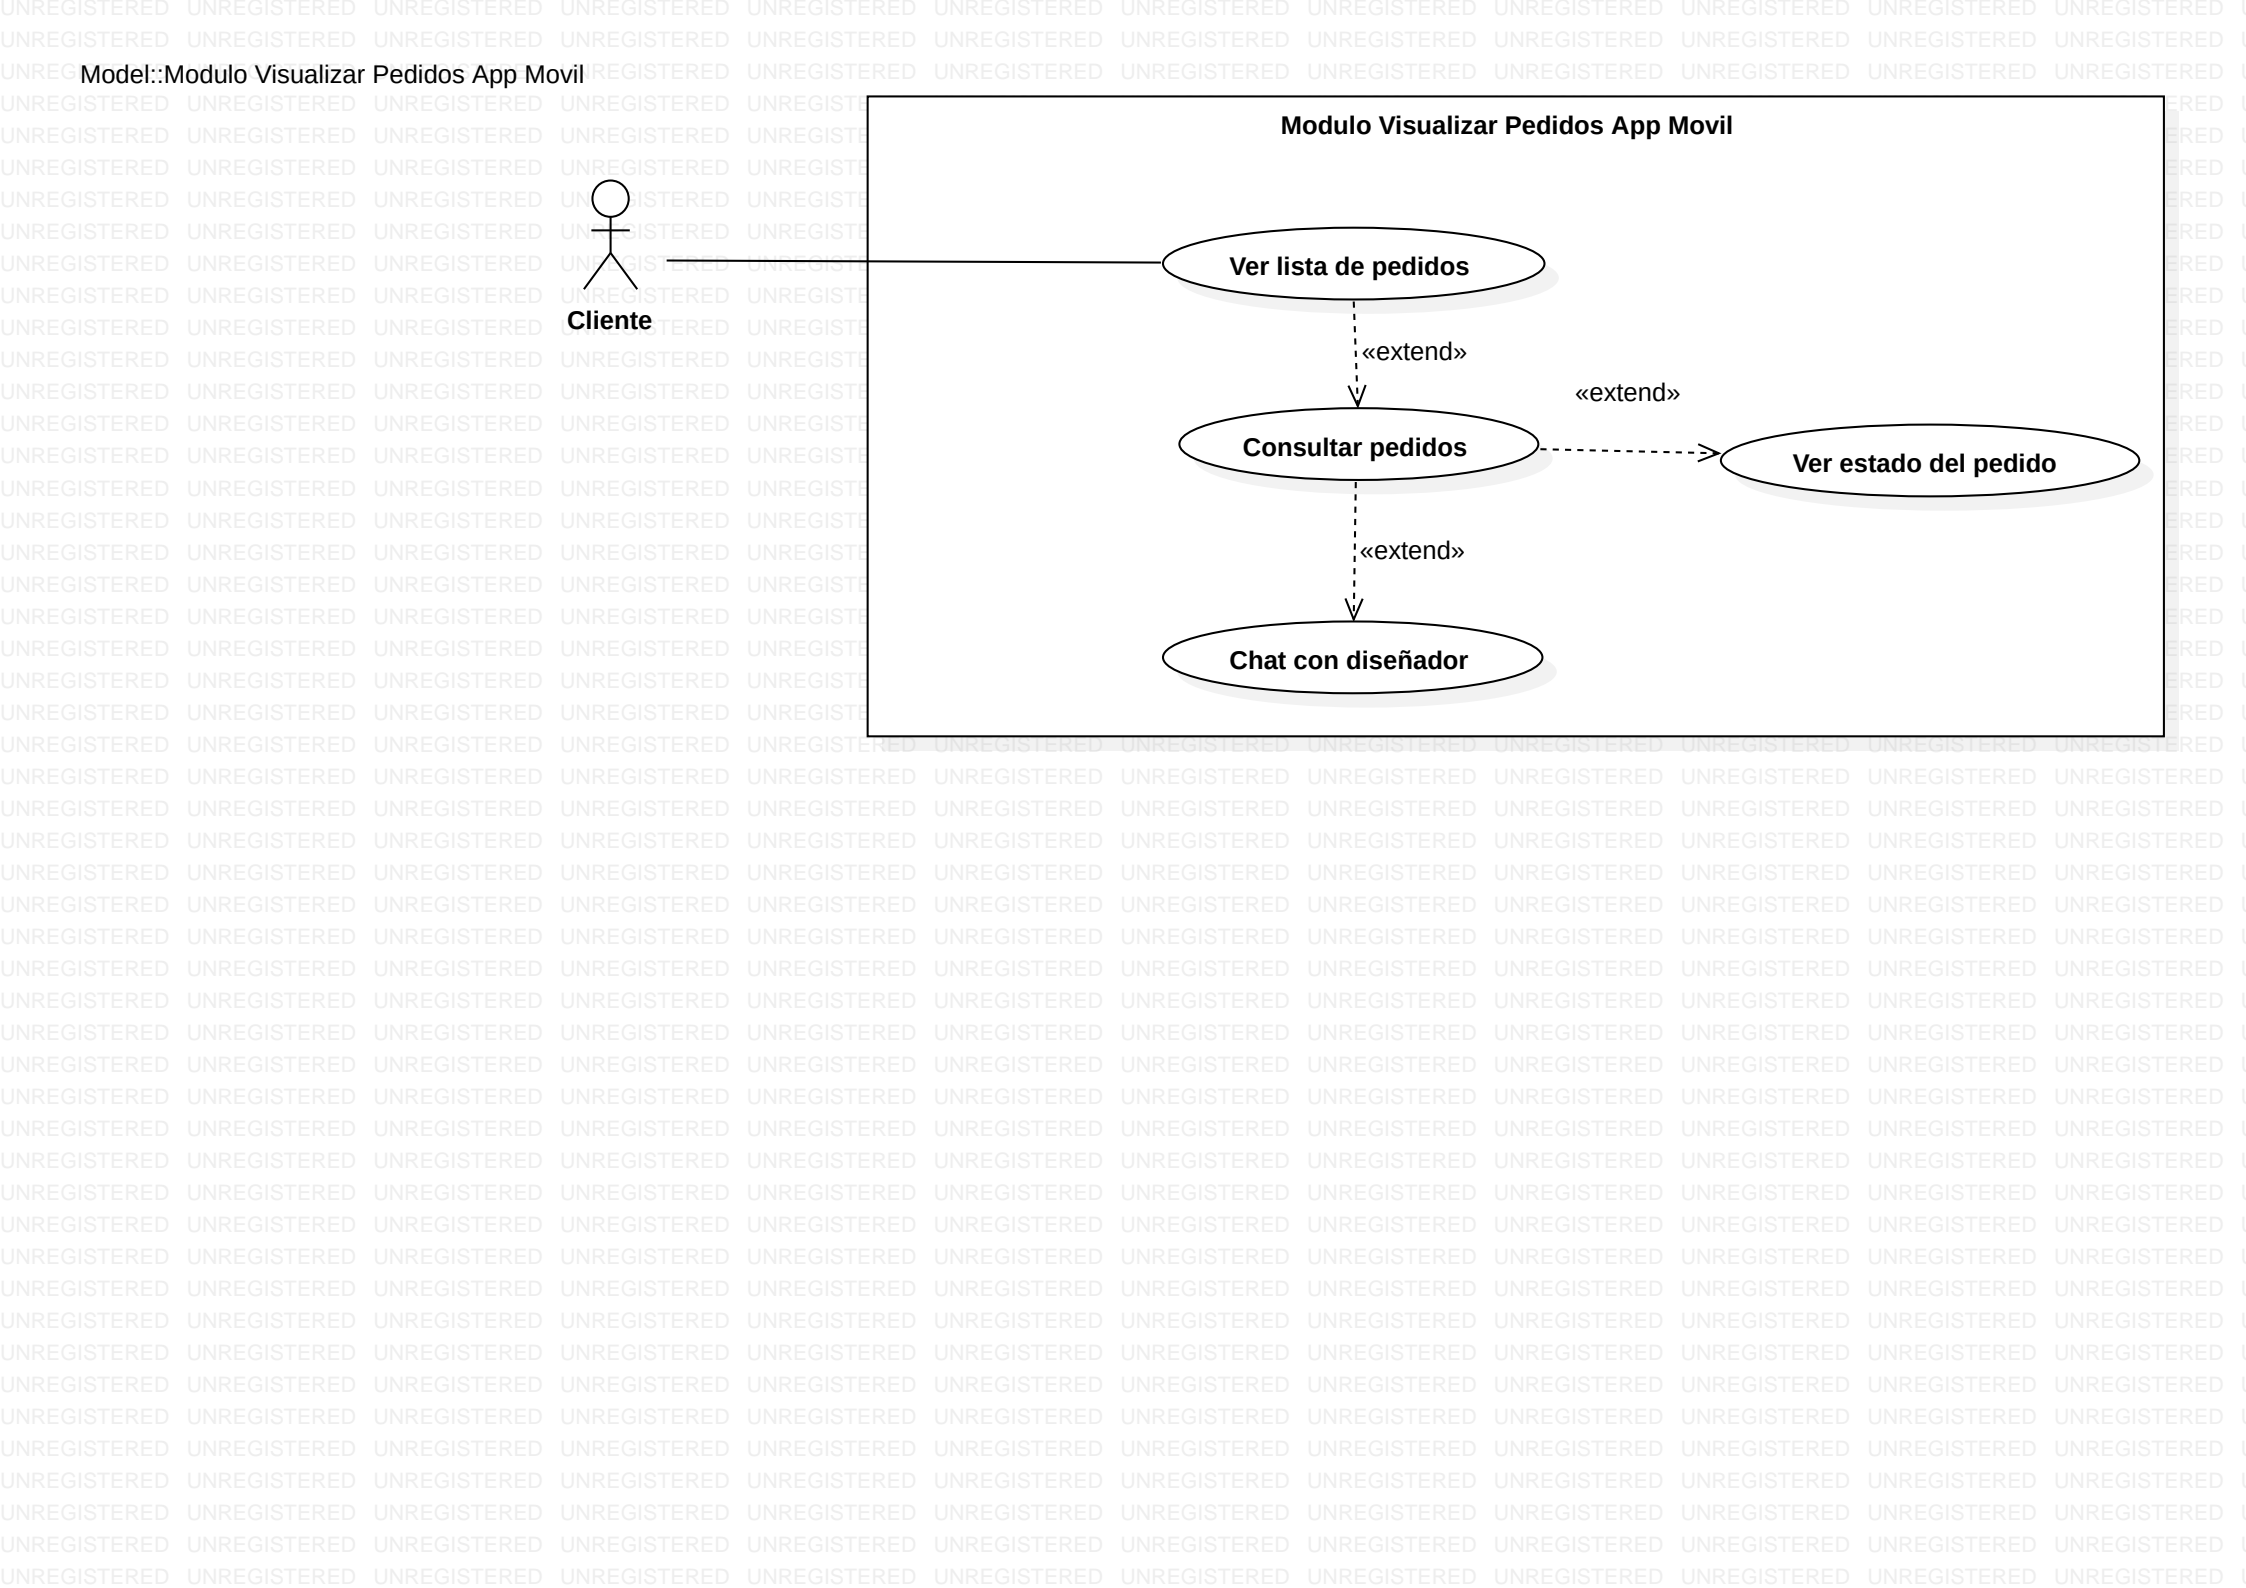 Model::Modulo Visualizar Pedidos App Movil
Modulo Visualizar Pedidos App Movil
Cliente
Ver lista de pedidos
«extend»
«extend»
Consultar pedidos
Ver estado del pedido
«extend»
Chat con diseñador
UNREGISTERED